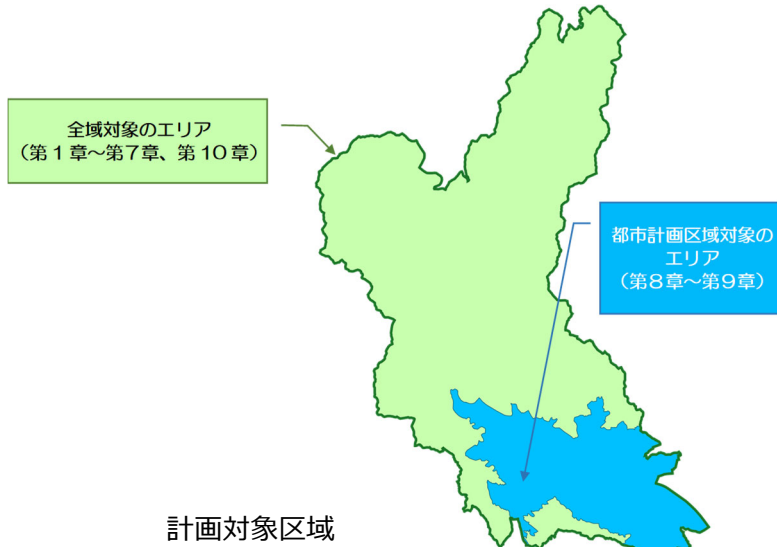 全域対象のエリア
(第1章～第7章、第10章)
都市計画区域対象の
エリア
(第8章～第9章)
計画対象区域